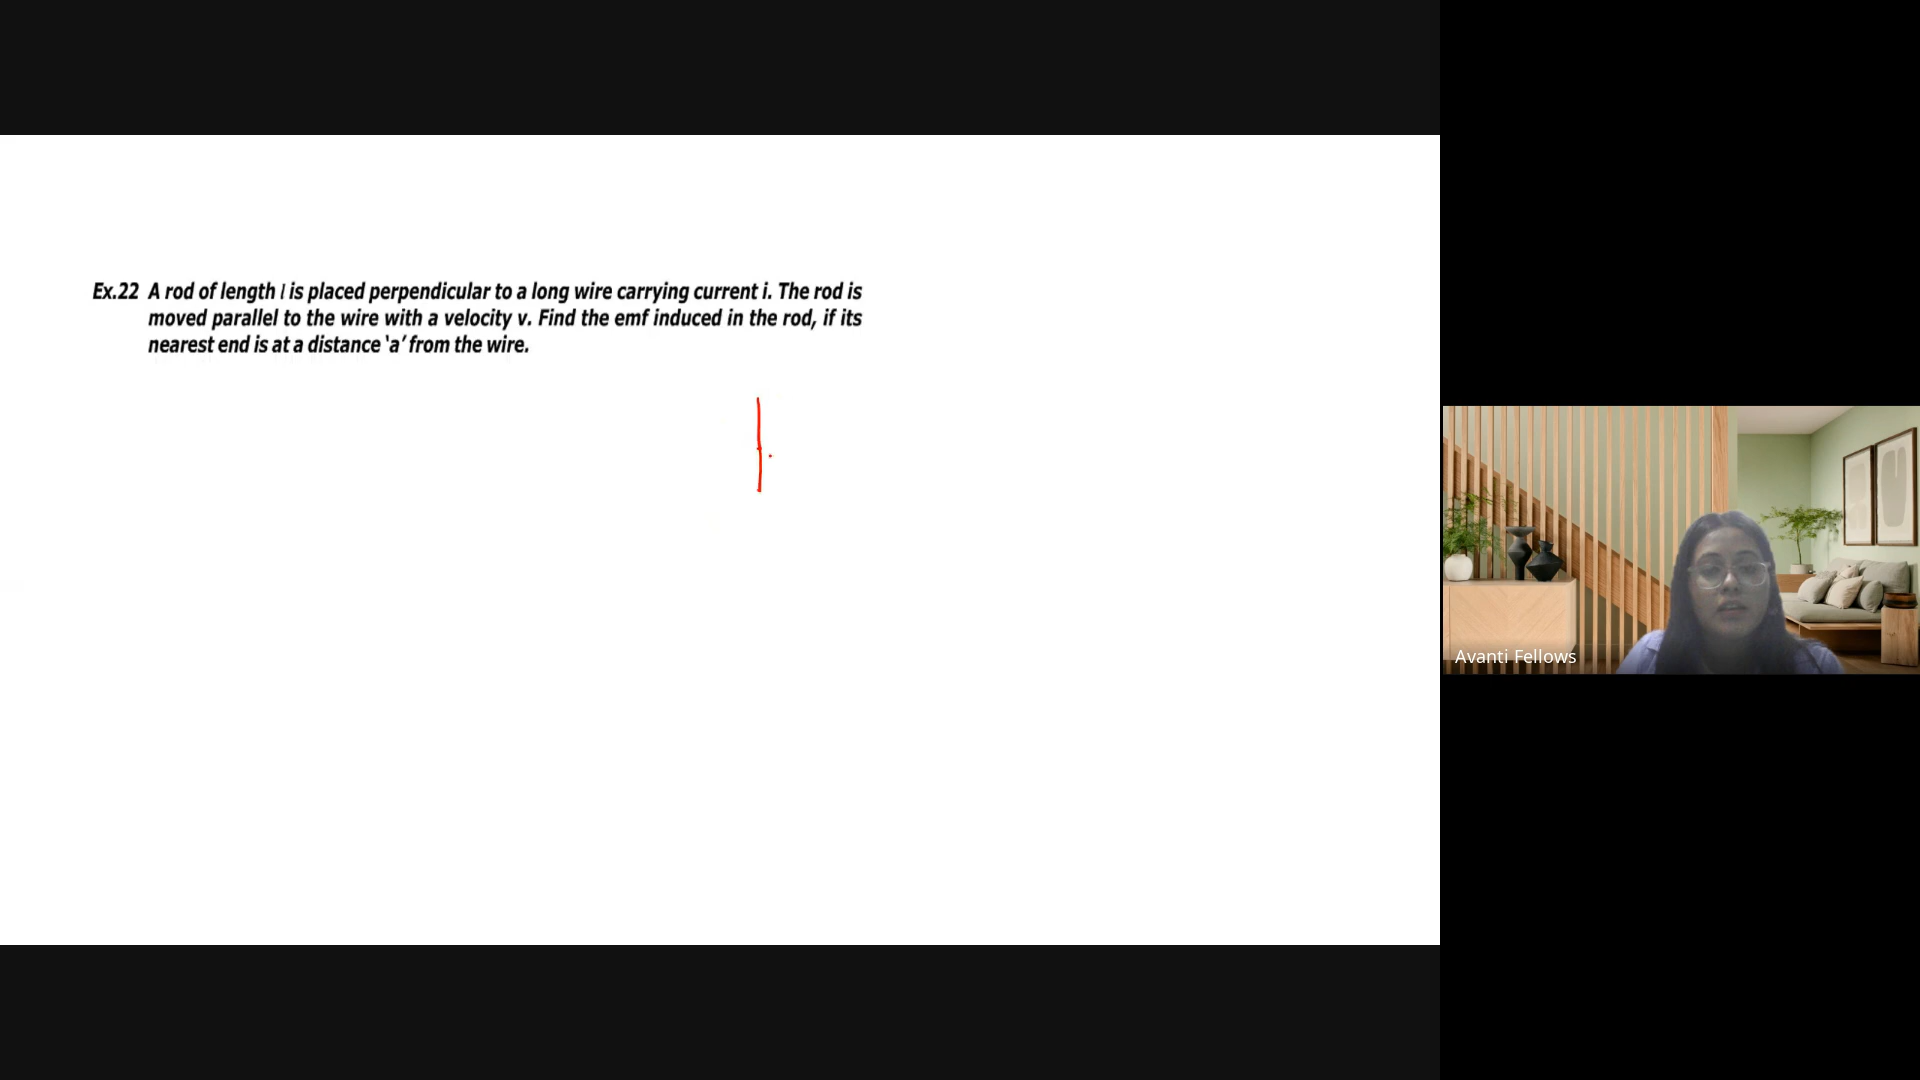 Ex.22 A rod of length l is placed perpendicular to a long wire carrying current i. The rod is
moved parallel to the wire with a velocity v. Find the emf induced in the rod, if its
nearest end is at a distance ‘a’ from the wire.
Avanti Fellows